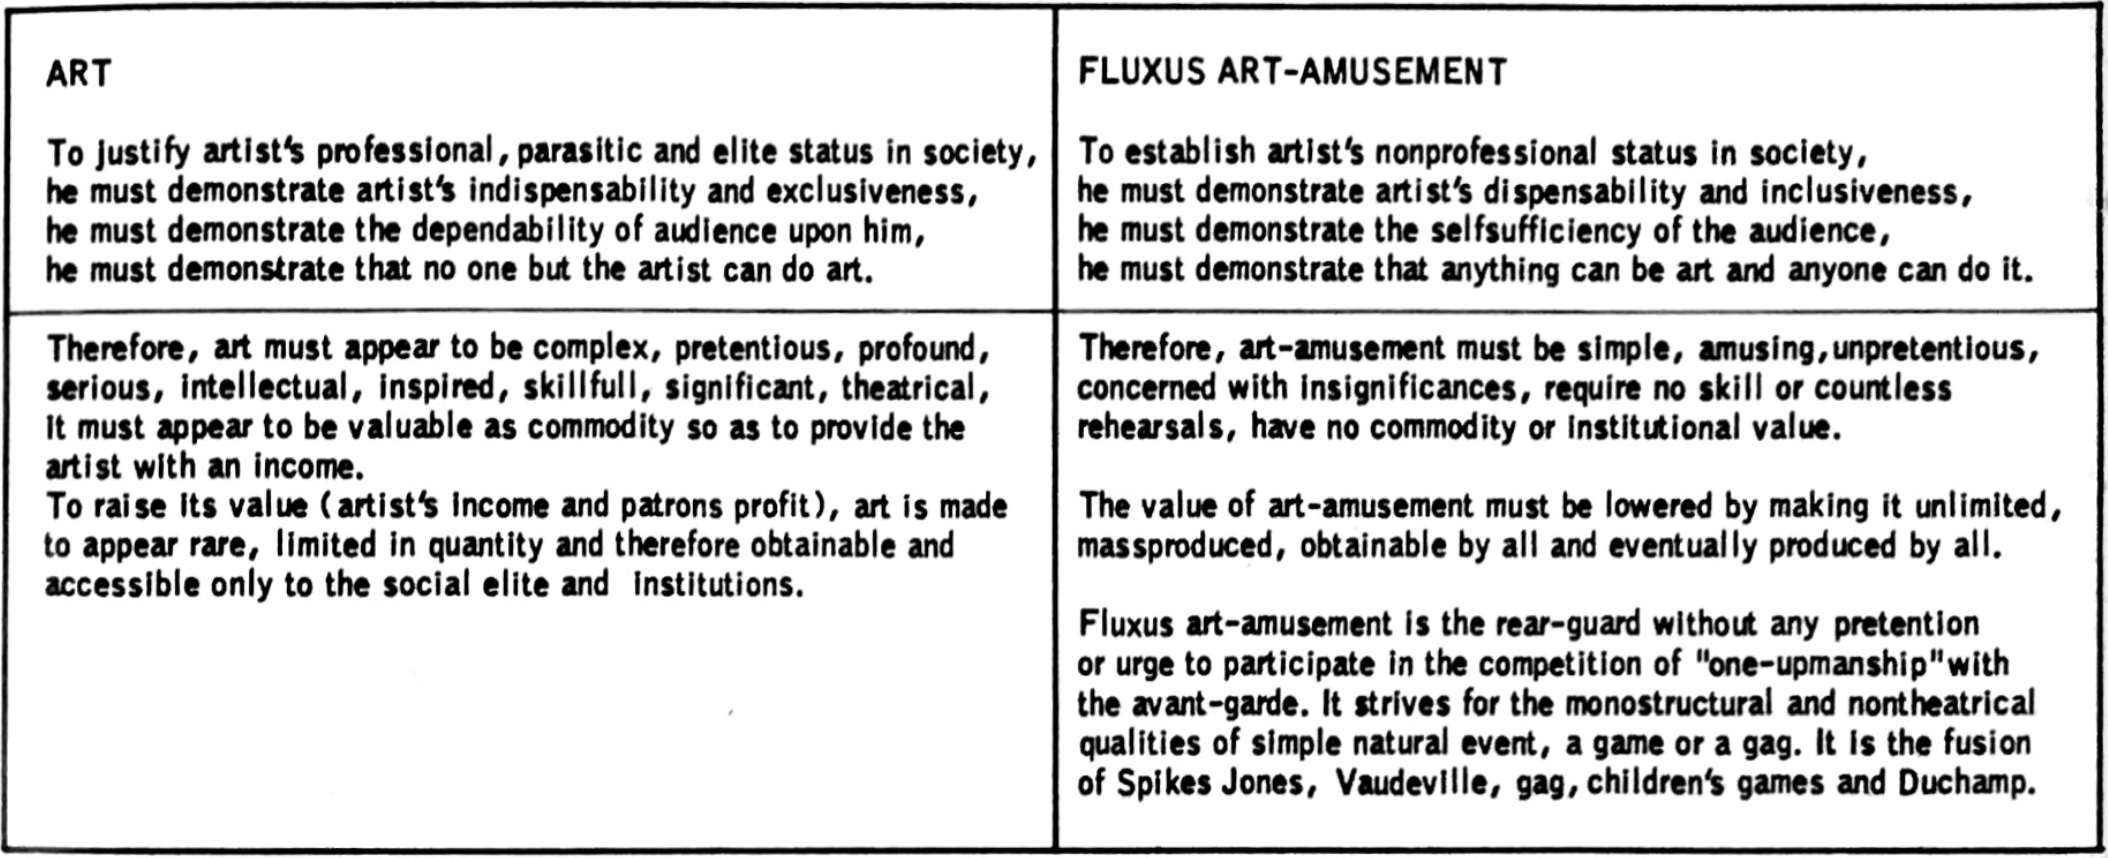 ART
To justify artist's professional, parasitic and elite status in society,
he must demonstrate artist's indispensability and exclusiveness,
he must demonstrate the dependability of audience upon him,
he must demonstrate that no one but the artist can do art.
Therefore, art must appear to be complex, pretentious, profound,
serious, intellectual, inspired, skillfull, significant, theatrical,
It must appear to be valuable as commodity so as to provide the
artist with an income.
To raise its value (artist's income and patrons profit), art is made
to appear rare, limited in quantity and therefore obtainable and
accessible only to the social elite and institutions.
FLUXUS ART-AMUSEMENT
To establish artist's nonprofessional status in society,
he must demonstrate artist's dispensability and inclusiveness,
he must demonstrate the selfsufficiency of the audience,
he must demonstrate that anything can be art and anyone can do it.
Therefore, art-amusement must be simple, amusing, unpretentious,
concerned with insignificances, require no skill or countless
rehearsals, have no commodity or institutional value.
The value of art-amusement must be lowered by making it unlimited,
massproduced, obtainable by all and eventually produced by all.
Fluxus art-amusement is the rear-guard without any pretention
or urge to participate in the competition of "one-upmanship" with
the avant-garde. It strives for the monostructural and nontheatrical
qualities of simple natural event, a game or a gag. It is the fusion
of Spikes Jones, Vaudeville, gag, children's games and Duchamp.